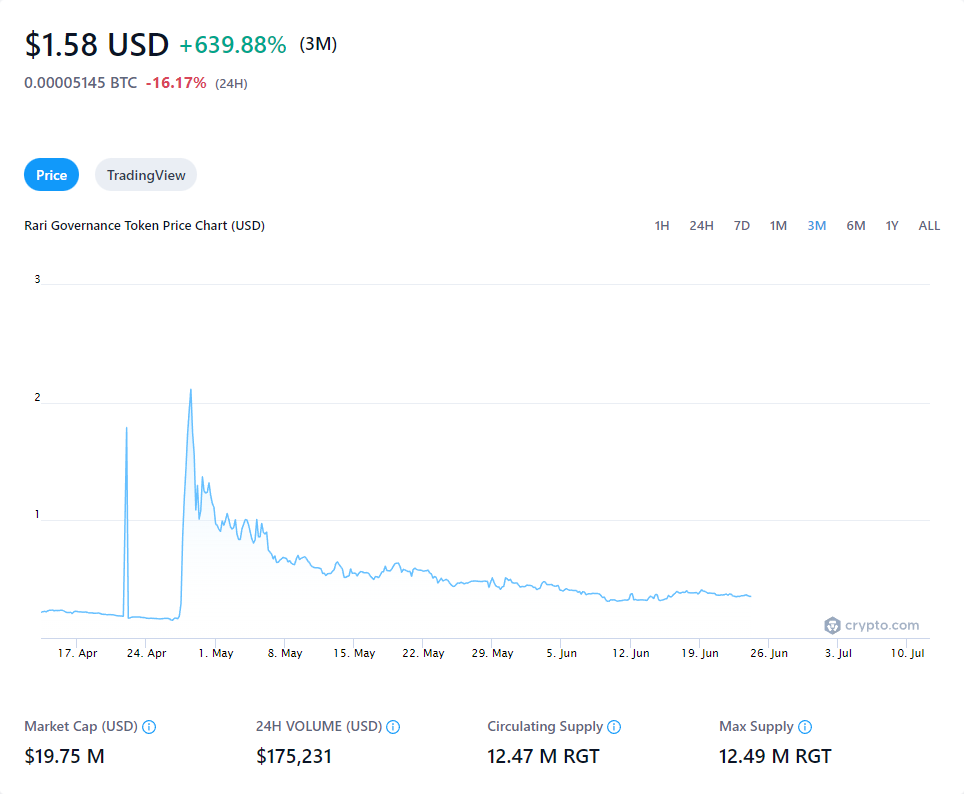 $1.58 USD +639.88% (3M)
0.00005145 BTC -16.17% (24H)
Price TradingView
Rari Governance Token Price Chart (USD) 1H 24H 7D 1M 3M 6M 1Y ALL
3
2
1
crypto.com
17. Apr 24. Apr 1. May 8. May 15. May 22. May 29. May 5. Jun 12. Jun 19. Jun 26. Jun 3. Jul 10. Jul
Market Cap (USD) 24H VOLUME (USD) Circulating Supply Max Supply
$19.75 M $175,231 12.47 M RGT 12.49 M RGT